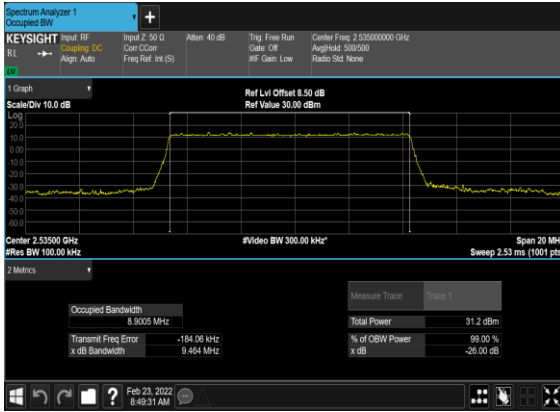 Spectrum Analyzer 1
Occupied BW
+
KEYSIGHT Input: RF Input Z: 50 Ω Atten: 40 dB Trig: Free Run Center Freq: 2.535000000 GHz
RL Coupling: DC Corr CCorr Gate: Off Avg|Hold: 500/500
Align: Auto Freq Ref: Int (S) #IF Gain: Low Radio Std: None
1 Graph
Ref Lvl Offset 8.50 dB
Scale/Div 10.0 dB Ref Value 30.00 dBm
Log
20.0
10.0
0.00
-10.0
-20.0
-30.0
-40.0
-50.0
-60.0
Center 2.53500 GHz #Video BW 300.00 kHz* Span 20 MH
#Res BW 100.00 kHz Sweep 2.53 ms (1001 pts
2 Metrics
Measure Trace Trace 1
Occupied Bandwidth
8.9005 MHz Total Power 31.2 dBm
Transmit Freq Error -184.06 kHz % of OBW Power 99.00 %
x dB Bandwidth 9.464 MHz x dB -26.00 dB
Feb 23, 2022
8:49:31 AM